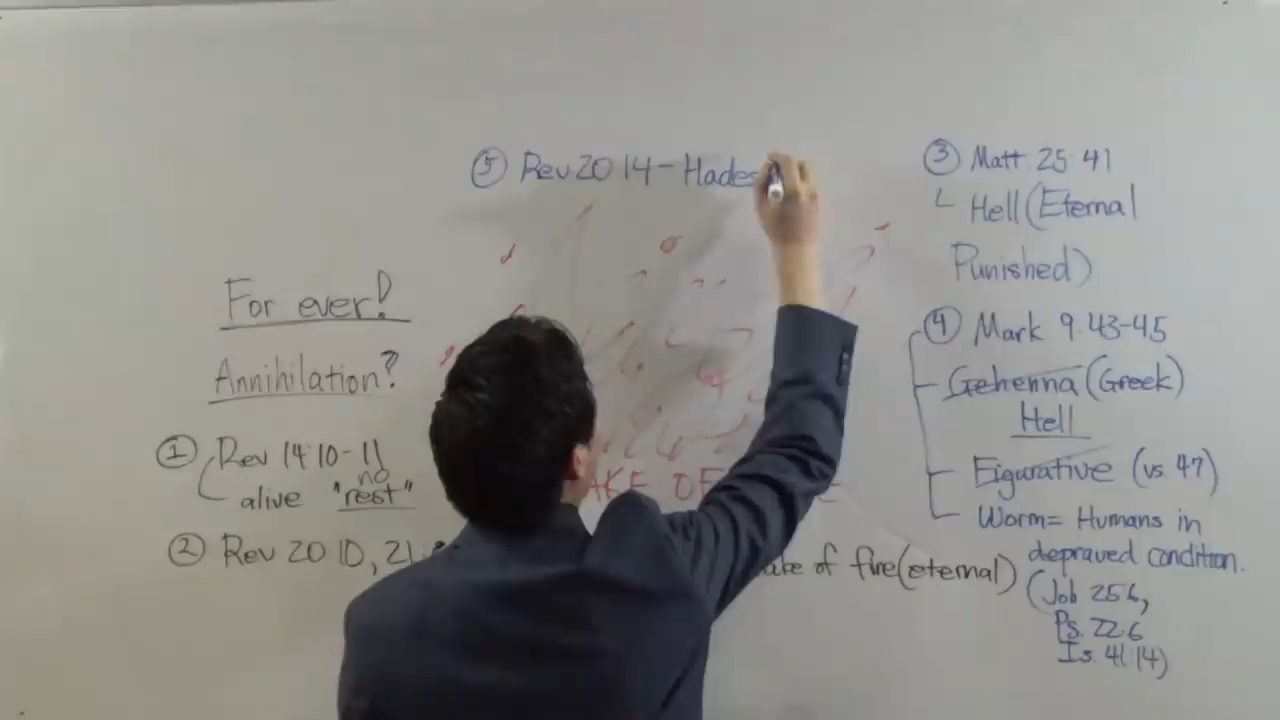 ⑤ Rev 20 14 - Hades
For ever!
Annihilation?
① Rev 14 10-11
no
alive "rest"
② Rev 20 10, 21
OF
ake of fire (eternal)
③ Matt 25 41
Hell (Eternal
Punished)
④ Mark 9 43-45
Gehenna (Greek)
Hell
Figurative (vs. 47)
Worm = Humans in
depraved condition.
(Job 25 6,
Ps. 22:6
Is. 41 14)